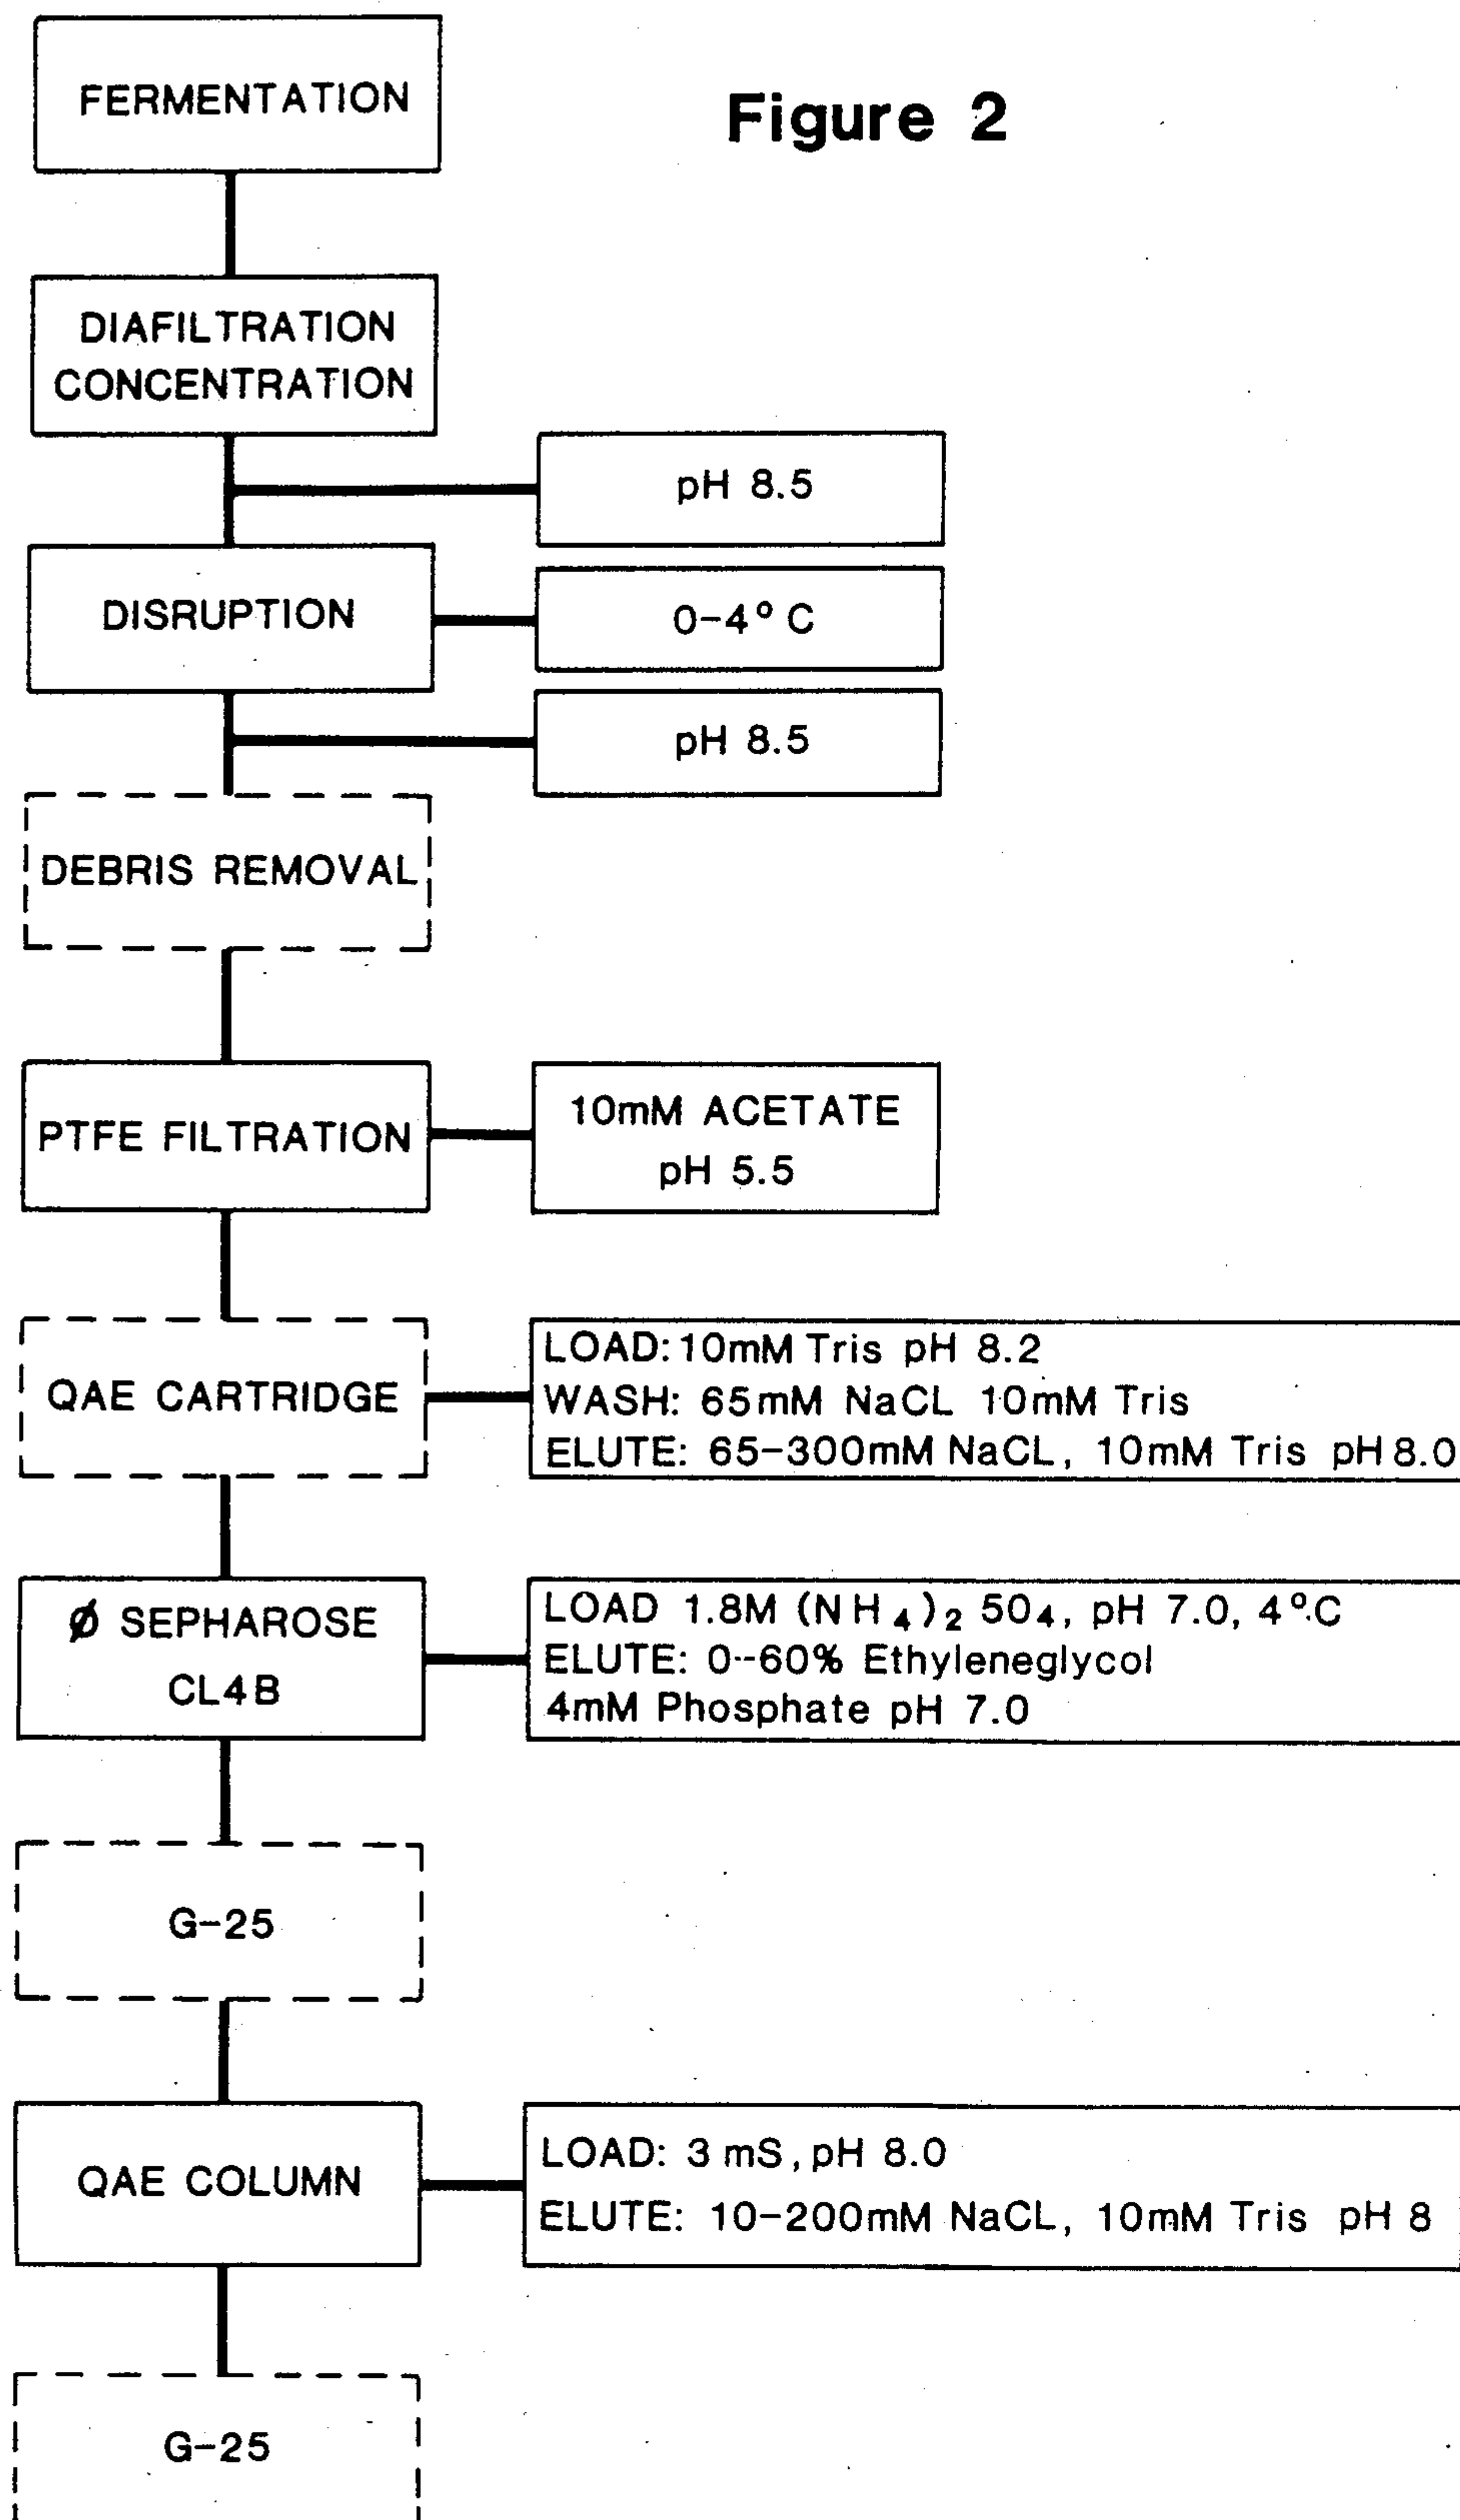 FERMENTATION
Figure 2
DIAFILTRATION
CONCENTRATION
pH 8.5
DISRUPTION
0-4° C
pH 8.5
DEBRIS REMOVAL
PTFE FILTRATION
10mM ACETATE
pH 5.5
QAE CARTRIDGE
LOAD: 10mM Tris pH 8.2
WASH: 65mM NaCL 10mM Tris
ELUTE: 65-300mM NaCL, 10mM Tris pH 8.0
Ø SEPHAROSE
CL4B
LOAD 1.8M (NH4)2 SO4, pH 7.0, 4°C
ELUTE: 0-60% Ethyleneglycol
4mM Phosphate pH 7.0
G-25
QAE COLUMN
LOAD: 3 mS, pH 8.0
ELUTE: 10-200mM NaCL, 10mM Tris pH 8
G-25